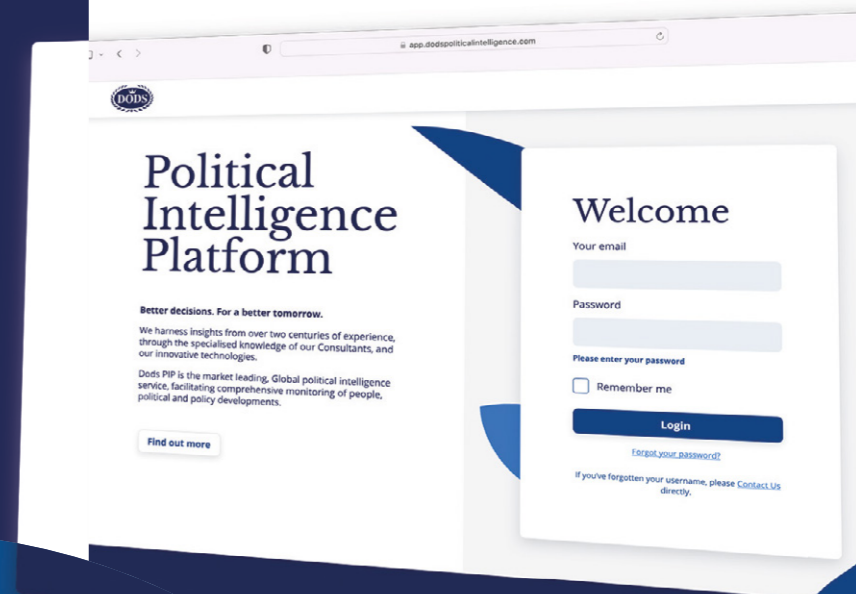 app.dodspoliticalintelligence.com
DODS
Political
Intelligence
Platform
Better decisions. For a better tomorrow.
We harness insights from over two centuries of experience,
through the specialised knowledge of our Consultants, and
our innovative technologies.
Dods PIP is the market leading, Global political intelligence
service, facilitating comprehensive monitoring of people,
political and policy developments.
Find out more
Welcome
Your email
Password
Please enter your password
Remember me
Login
Forgot your password?
If you've forgotten your username, please Contact Us
directly.